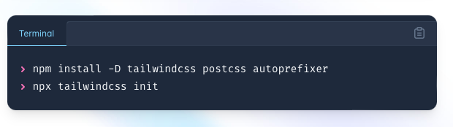 Terminal
> npm install -D tailwindcss postcss autoprefixer
> npx tailwindcss init